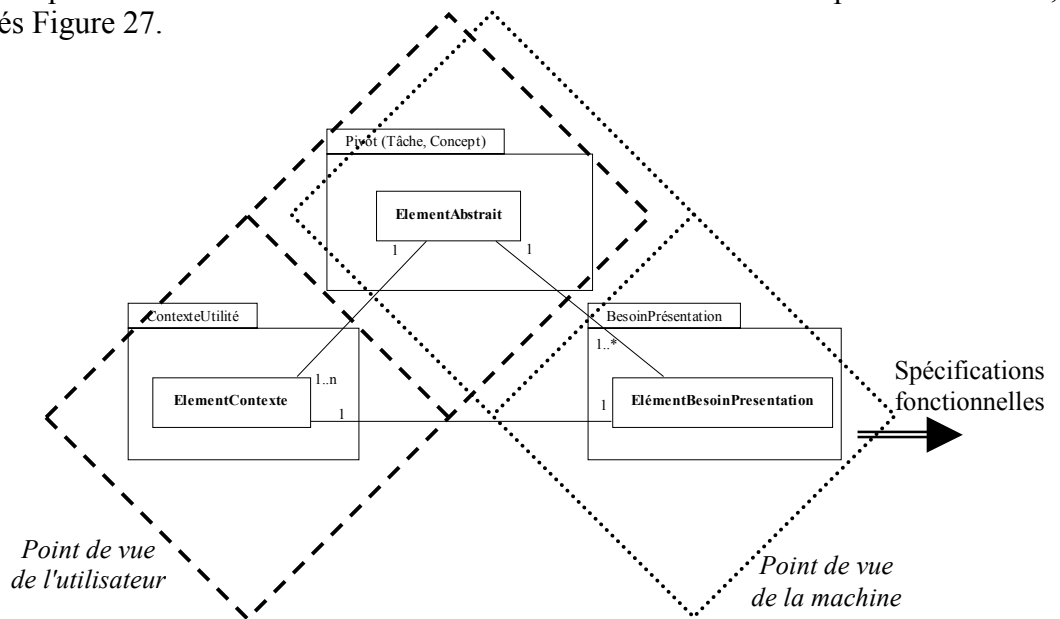 és Figure 27.
Pivot (Tâche, Concept)
ElementAbstrait
1
1
ContexteUtilité
BesoinPrésentation
1..*
1..n
ElementContexte
1
1
ElémentBesoinPresentation
Spécifications
fonctionnelles
Point de vue
de l'utilisateur
Point de vue
de la machine